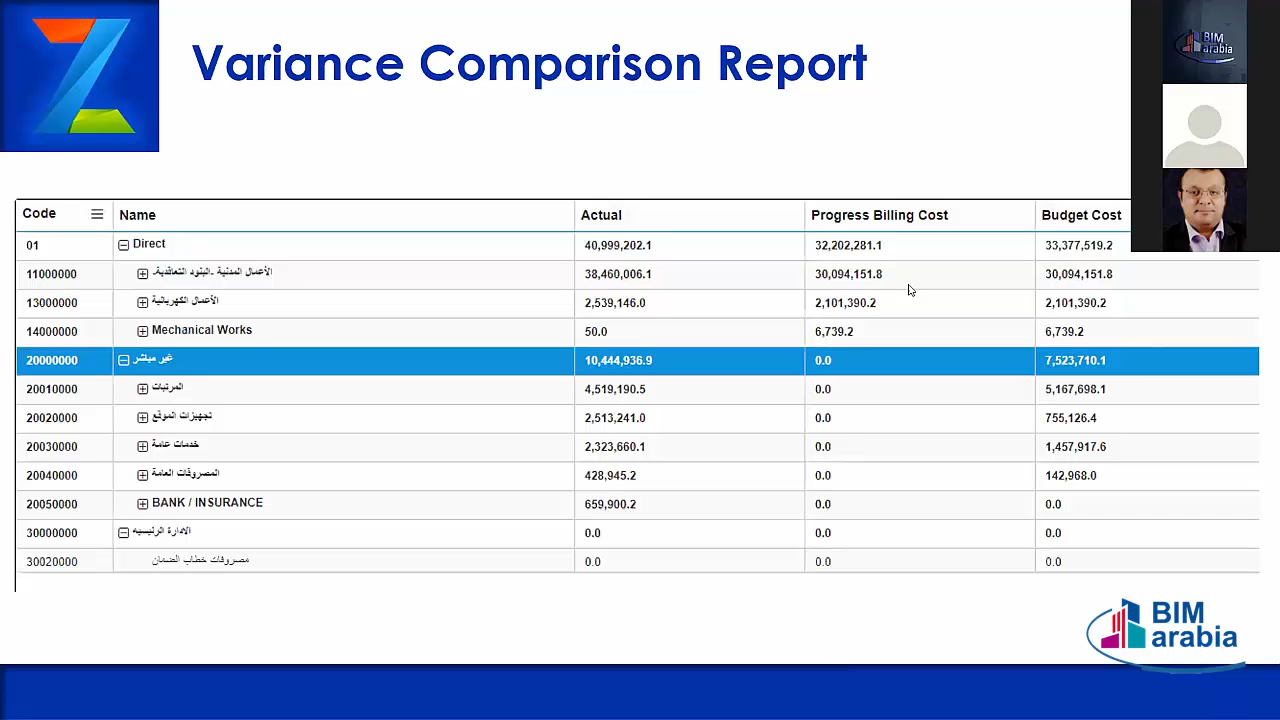 Variance Comparison Report
BIM
arabia
Code Name Actual Progress Billing Cost Budget Cost
01 Direct 40,999,202.1 32,202,281.1 33,377,519.2
11000000 الأعمال المدنية -البنود التعاقدية- 38,460,006.1 30,094,151.8 30,094,151.8
13000000 الأعمال الكهربائية 2,539,146.0 2,101,390.2 2,101,390.2
14000000 Mechanical Works 50.0 6,739.2 6,739.2
20000000 غير مباشر 10,444,936.9 0.0 7,523,710.1
20010000 المرتبات 4,519,190.5 0.0 5,167,698.1
20020000 تجهيزات الموقع 2,513,241.0 0.0 755,126.4
20030000 خدمات عامة 2,323,660.1 0.0 1,457,917.6
20040000 المصروفات العامة 428,945.2 0.0 142,968.0
20050000 BANK / INSURANCE 659,900.2 0.0 0.0
30000000 الادارة الرئيسيه 0.0 0.0 0.0
30020000 مصروفات خطاب الضمان 0.0 0.0 0.0
BIM
arabia